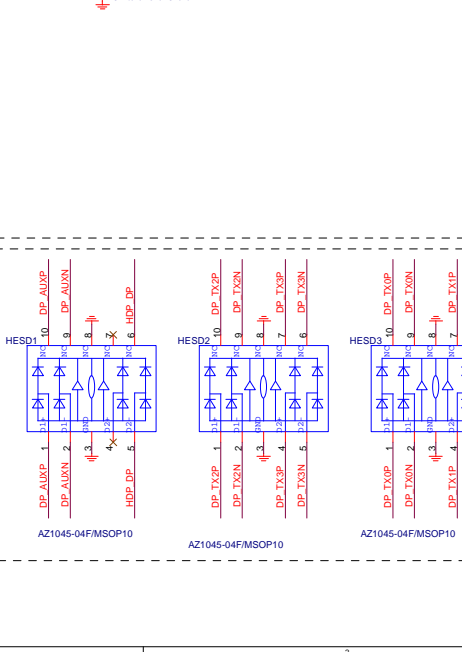 DP_AUXP
DP_AUXN
HDP_DP
10
9
8
7
6
HESD1
NC
NC
NC
NC
NC
D1+
D1-
GND
D2+
D2-
1
2
3
4
5
DP_AUXP
DP_AUXN
HDP_DP
AZ1045-04F/MSOP10
DP_TX2P
DP_TX2N
DP_TX3P
DP_TX3N
10
9
8
7
6
HESD2
NC
NC
NC
NC
NC
D1+
D1-
GND
D2+
D2-
1
2
3
4
5
DP_TX2P
DP_TX2N
DP_TX3P
DP_TX3N
AZ1045-04F/MSOP10
DP_TX0P
DP_TX0N
DP_TX1P
10
9
8
7
HESD3
NC
NC
NC
NC
D1+
D1-
GND
D2+
1
2
3
4
DP_TX0P
DP_TX0N
DP_TX1P
AZ1045-04F/MSOP10